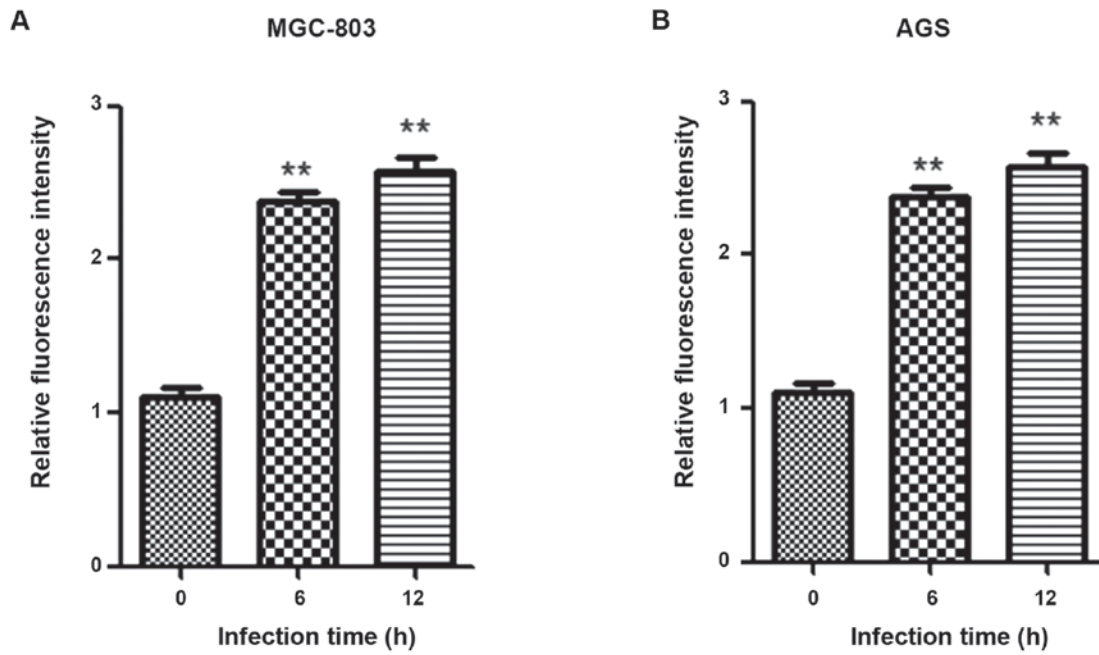 A
MGC-803
Relative fluorescence intensity
3
2
1
0
**
**
0 6 12
Infection time (h)
B
AGS
Relative fluorescence intensity
3
2
1
0
**
**
0 6 12
Infection time (h)